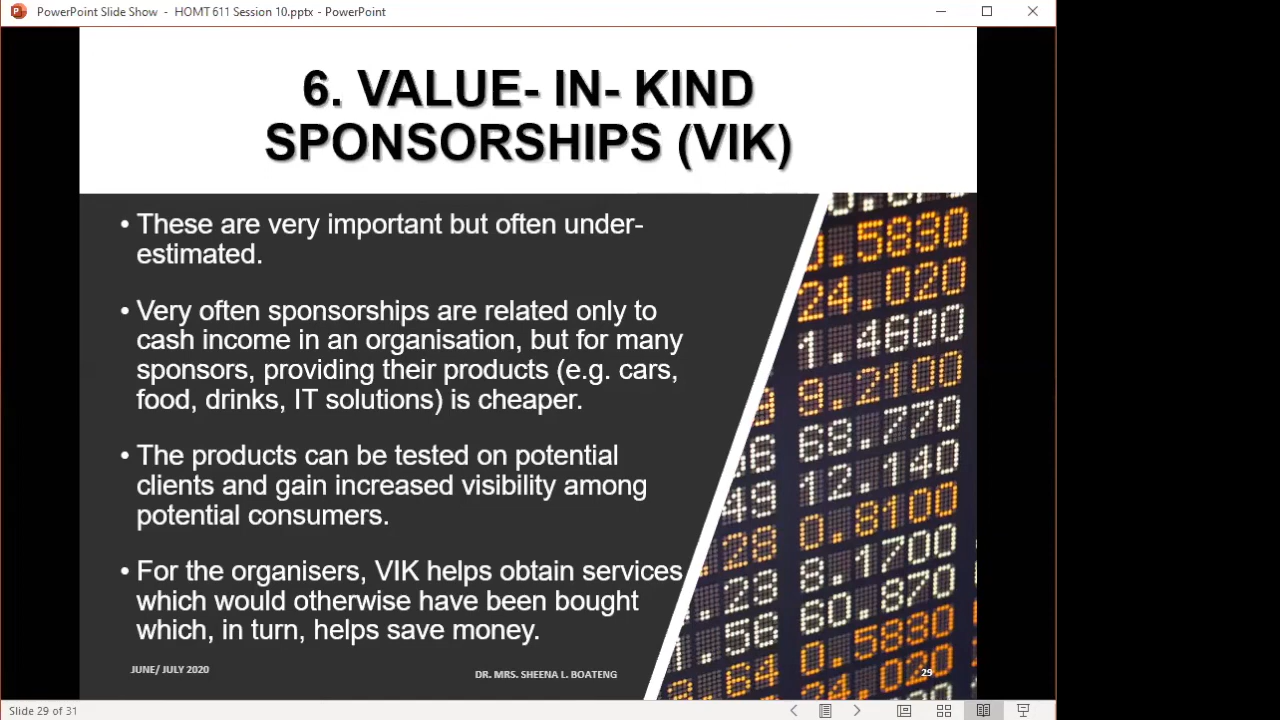 PowerPoint Slide Show - HOMT 611 Session 10.pptx - PowerPoint
6. VALUE- IN- KIND
SPONSORSHIPS (VIK)
• These are very important but often under-
estimated.
• Very often sponsorships are related only to
cash income in an organisation, but for many
sponsors, providing their products (e.g. cars,
food, drinks, IT solutions) is cheaper.
• The products can be tested on potential
clients and gain increased visibility among
potential consumers.
• For the organisers, VIK helps obtain services
which would otherwise have been bought
which, in turn, helps save money.
.5830
24.020
1.4600
9.2100
68.770
49 12.140
28 0.8100
.23 8.1700
.56 60.870
.64 0.5830
24.020
JUNE/ JULY 2020
DR. MRS. SHEENA L. BOATENG
29
Slide 29 of 31